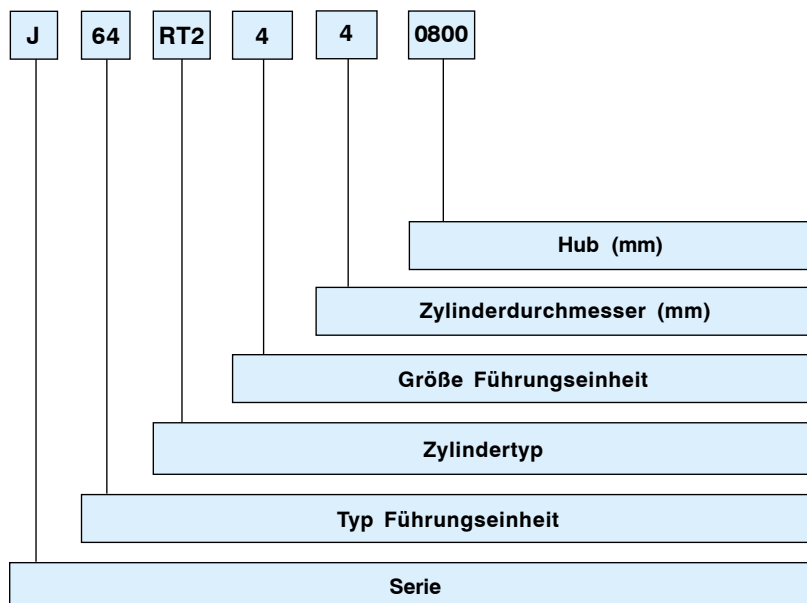 J 64 RT2 4 4 0800
Hub (mm)
Zylinderdurchmesser (mm)
Größe Führungseinheit
Zylindertyp
Typ Führungseinheit
Serie